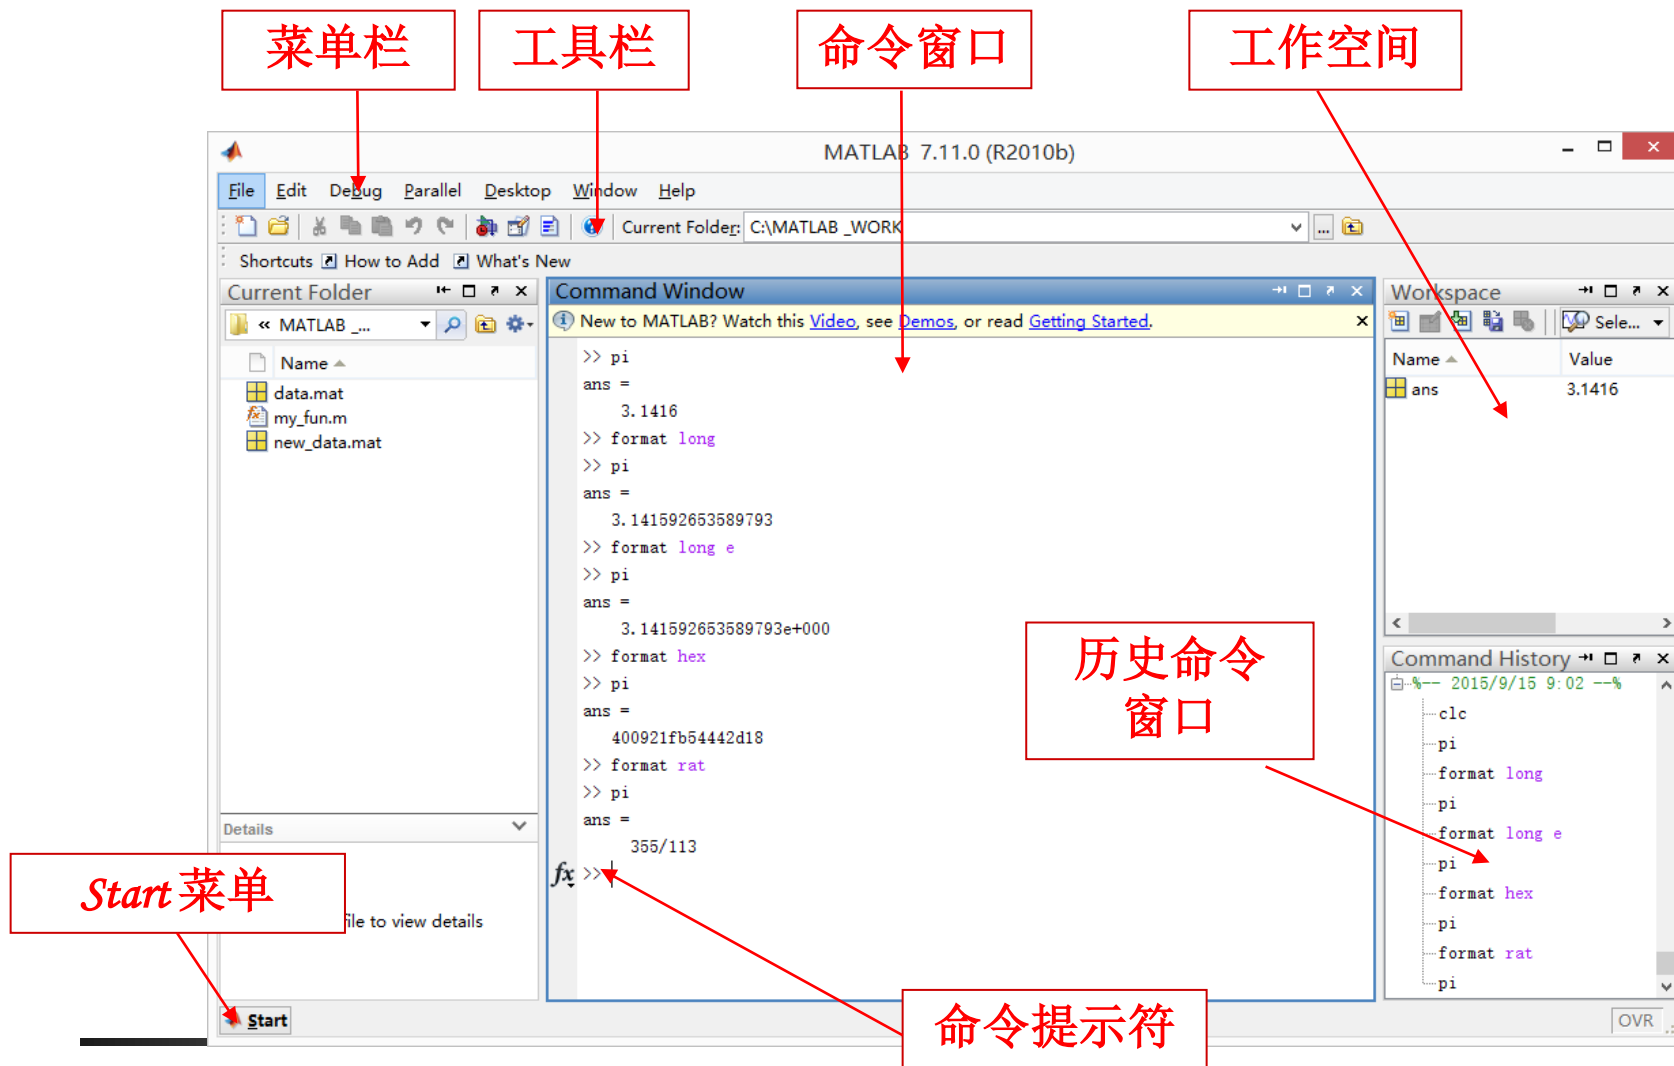 菜单栏
工具栏
命令窗口
工作空间
MATLAB 7.11.0 (R2010b)
File Edit Debug Parallel Desktop Window Help
Current Folder: C:\MATLAB _WORK
Shortcuts How to Add What's New
Current Folder
« MATLAB _...
Name
data.mat
my_fun.m
new_data.mat
Details
file to view details
Start 菜单
Start
Command Window
New to MATLAB? Watch this Video, see Demos, or read Getting Started.
>> pi
ans =
3.1416
>> format long
>> pi
ans =
3.141592653589793
>> format long e
>> pi
ans =
3.141592653589793e+000
>> format hex
>> pi
ans =
400921fb54442d18
>> format rat
>> pi
ans =
355/113
fx >>
命令提示符
历史命令
窗口
Workspace
Sele...
Name Value
ans 3.1416
Command History
%-- 2015/9/15 9:02 --%
clc
pi
format long
pi
format long e
pi
format hex
pi
format rat
pi
OVR